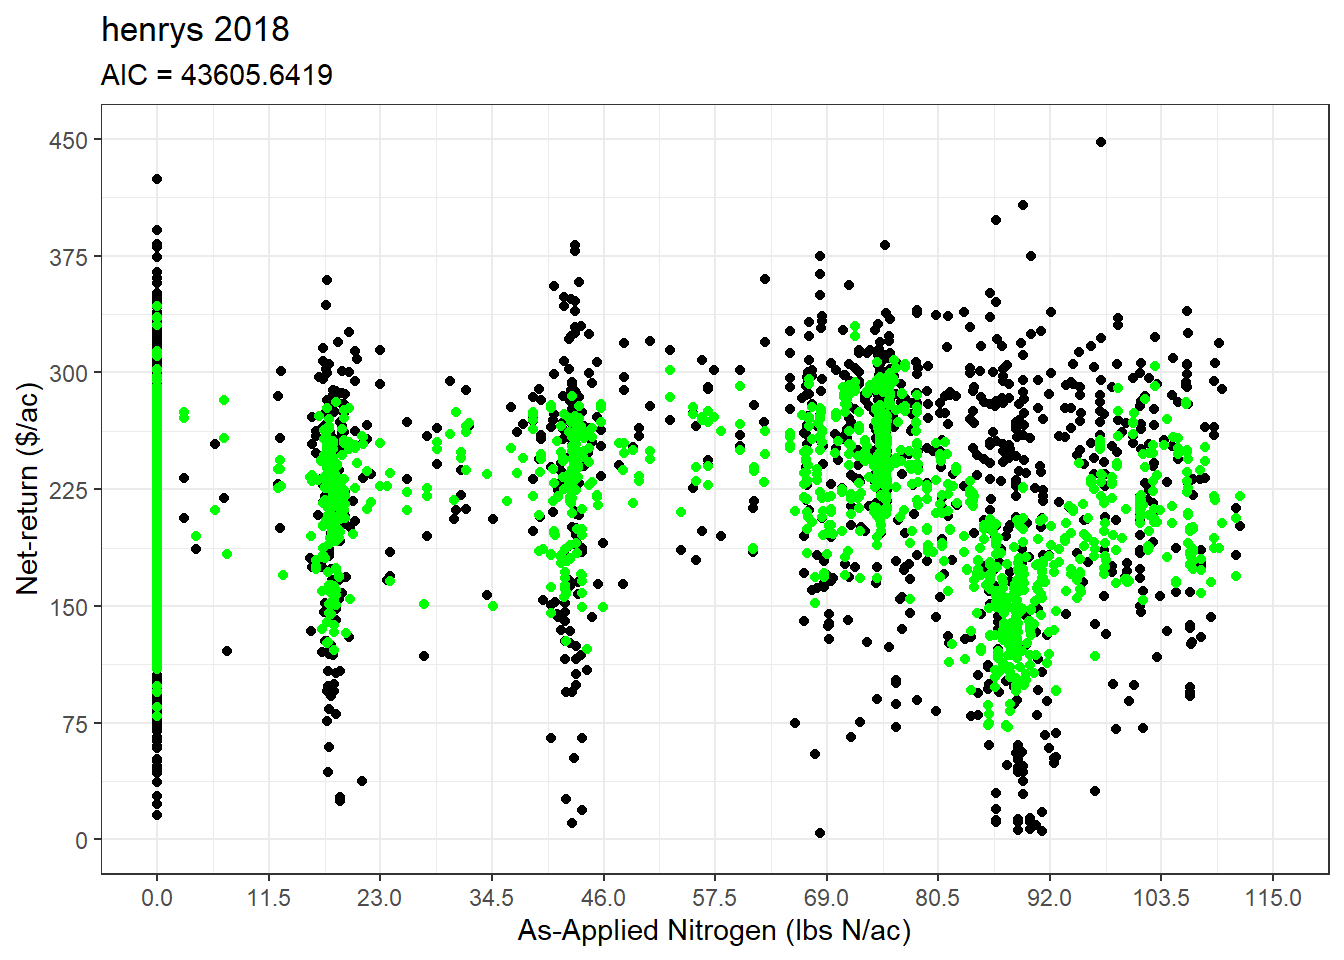 henrys 2018
AIC = 43605.6419
450
375
300
225
150
75
0
Net-return ($/ac)
0.0 11.5 23.0 34.5 46.0 57.5 69.0 80.5 92.0 103.5 115.0
As-Applied Nitrogen (lbs N/ac)